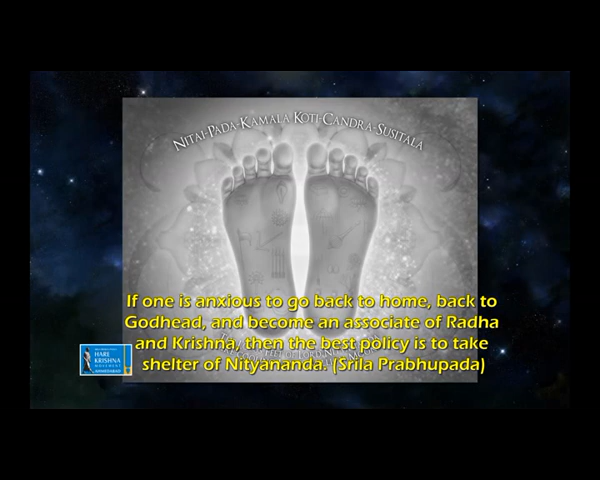 NITAI-PADA-KAMALA KOTI-CANDRA-SUSITALA
If one is anxious to go back to home, back to
Godhead, and become an associate of Radha
and Krishna, then the best policy is to take
shelter of Nityananda. (Srila Prabhupada)
HARE
KRISHNA
MOVEMENT
AHMEDABAD